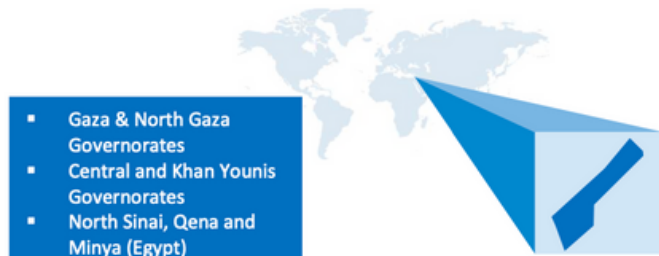 ▪ Gaza & North Gaza
Governorates
▪ Central and Khan Younis
Governorates
▪ North Sinai, Qena and
Minya (Egypt)